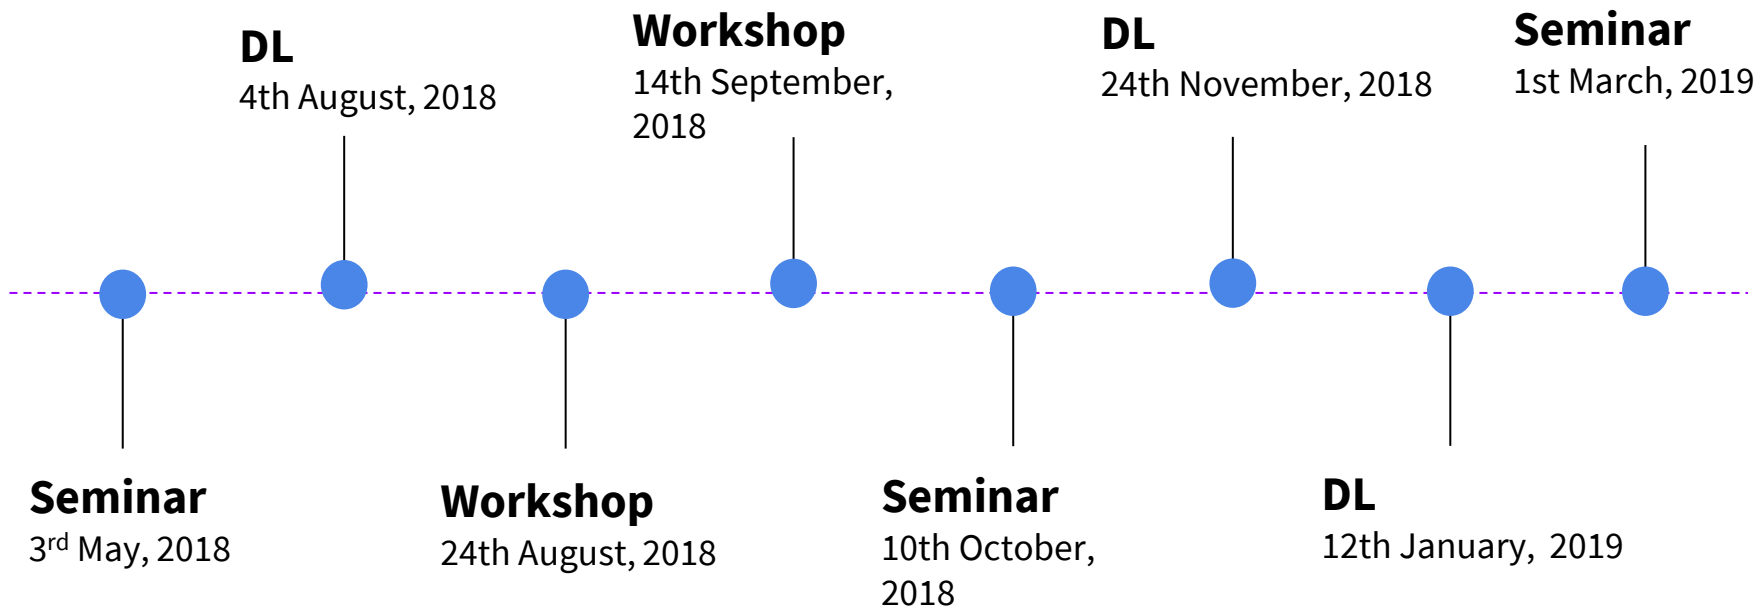 DL
4th August, 2018
Workshop
14th September,
2018
DL
24th November, 2018
Seminar
1st March, 2019
Seminar
3rd May, 2018
Workshop
24th August, 2018
Seminar
10th October,
2018
DL
12th January,  2019